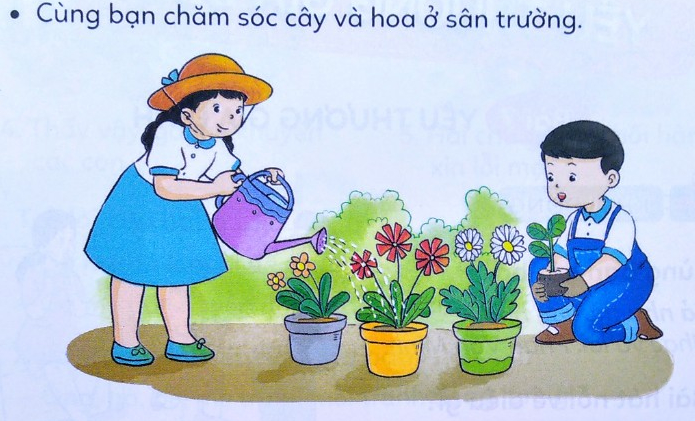 • Cùng bạn chăm sóc cây và hoa ở sân trường.